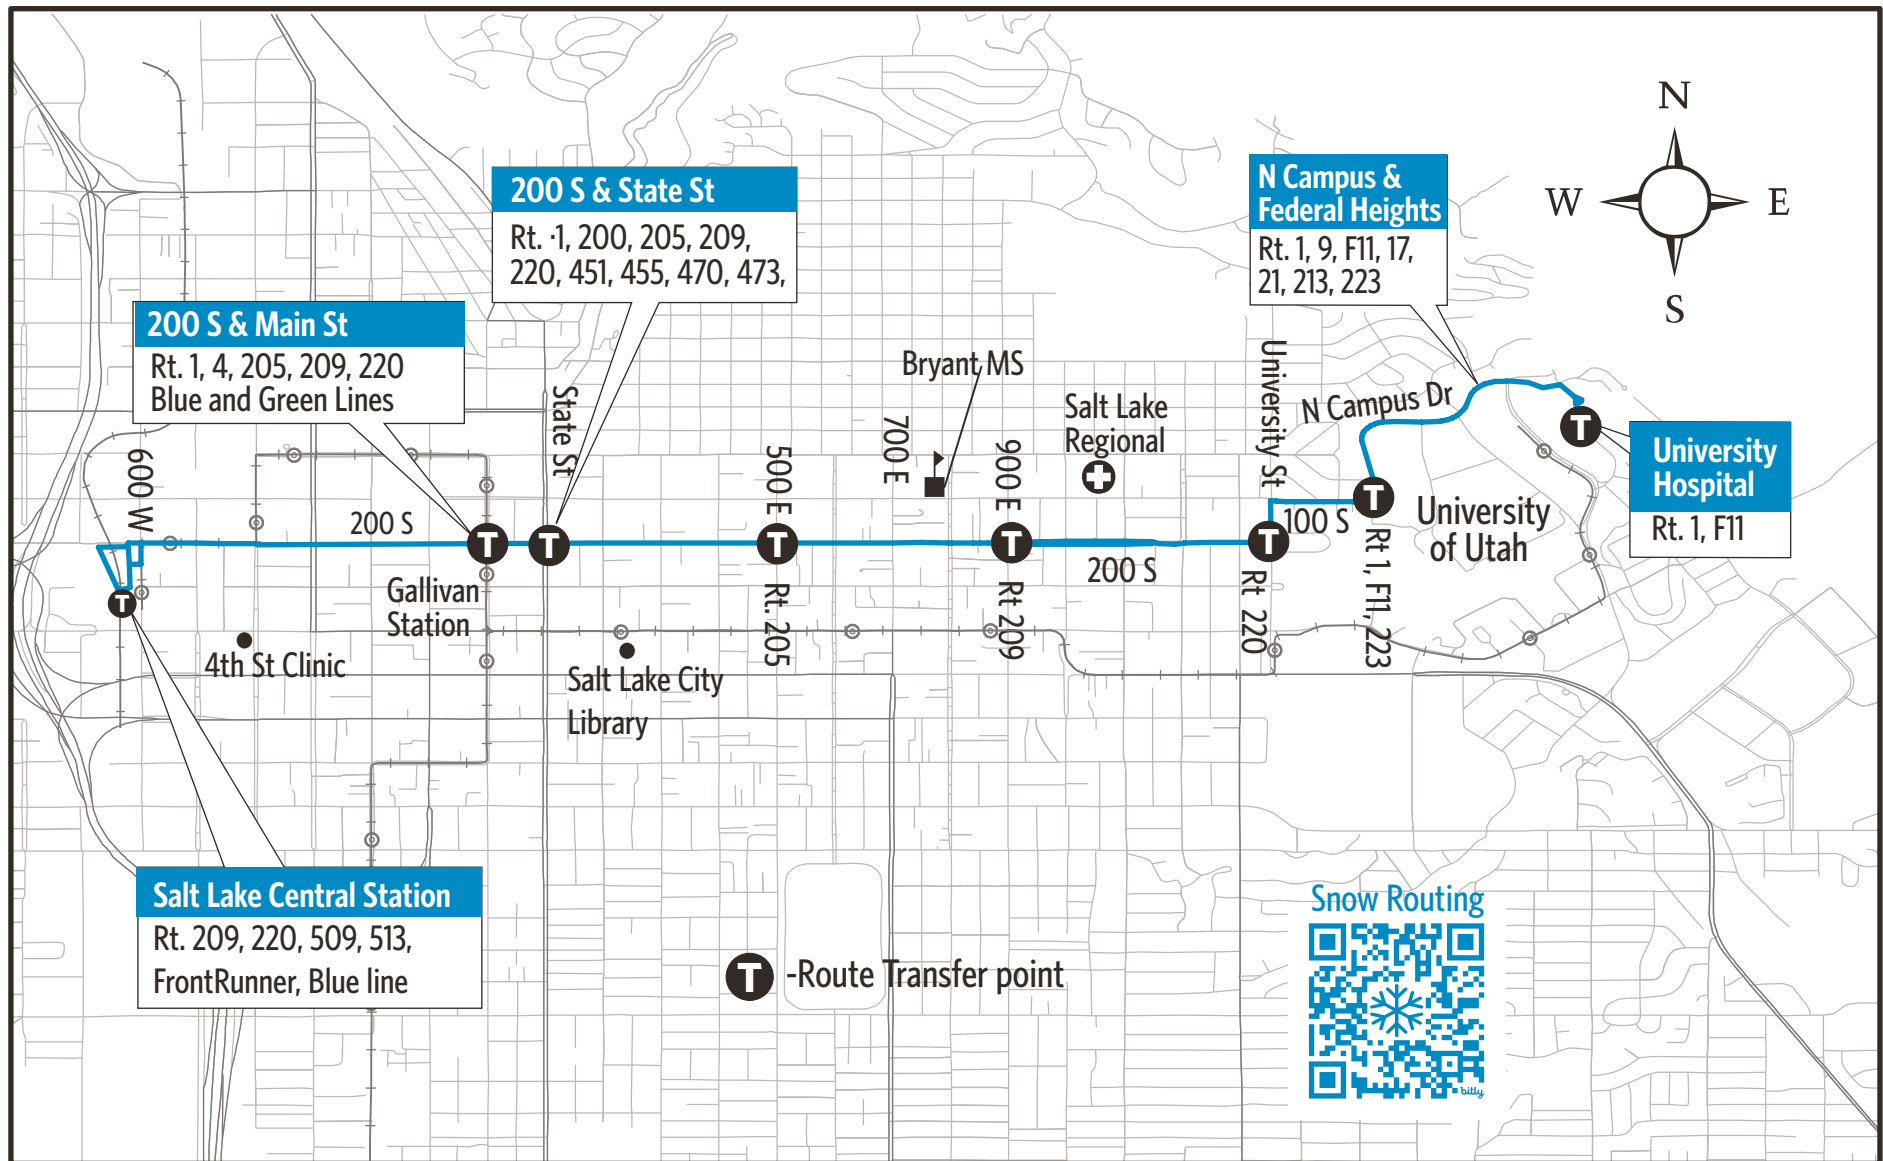 N
W
E
S
N Campus &
Federal Heights
Rt. 1, 9, F11, 17,
21, 213, 223
200 S & State St
Rt. ·1, 200, 205, 209,
220, 451, 455, 470, 473,
200 S & Main St
Rt. 1, 4, 205, 209, 220
Blue and Green Lines
Bryant MS
Salt Lake
Regional
University St
N Campus Dr
State St
600 W
500 E
700 E
900 E
University
Hospital
Rt. 1, F11
200 S
T
T
T
T
T
T
T
T
100 S
University
of Utah
200 S
Gallivan
Station
Rt. 205
Rt 209
Rt 220
Rt 1, F11, 223
4th St Clinic
Salt Lake City
Library
Salt Lake Central Station
Rt. 209, 220, 509, 513,
FrontRunner, Blue line
T -Route Transfer point
Snow Routing
bitly